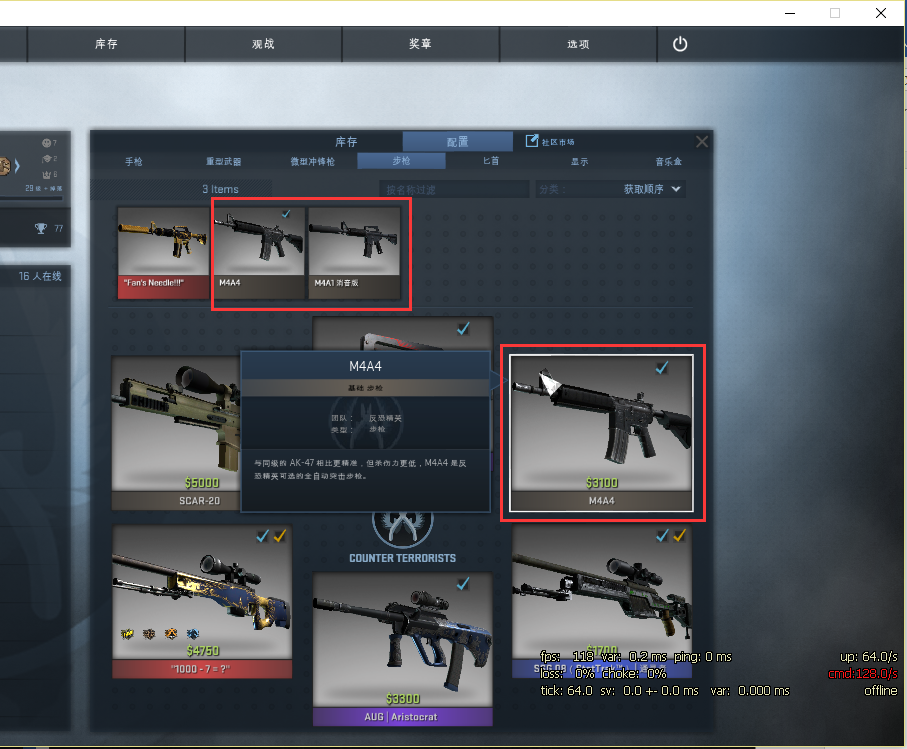 库存 观战 奖章 选项
库存 配置 社区市场
7
手枪 重型武器 微型冲锋枪 步枪 匕首 显示 音乐盒
2
6
3 Items 按名称过滤 分类： 获取顺序
77
16 人在线
"Fan's Needle!!!" M4A4 M4A1 消音版
M4A4
基础 步枪
团队： 反恐精英
类型： 步枪
与同级的 AK-47 相比更精准，但杀伤力更低，M4A4 是反
恐精英可选的全自动突击步枪。
$5000
SCAR-20
$3100
M4A4
COUNTER TERRORISTS
$4750
"1000 - 7 = ?"
$1700
$3300
AUG | Aristocrat
fps: 118 var: 0.2 ms ping: 0 ms up: 64.0/s
loss: 0% choke: 0% cmd:128.0/s
tick: 64.0 sv: 0.0 +- 0.0 ms var: 0.000 ms offline